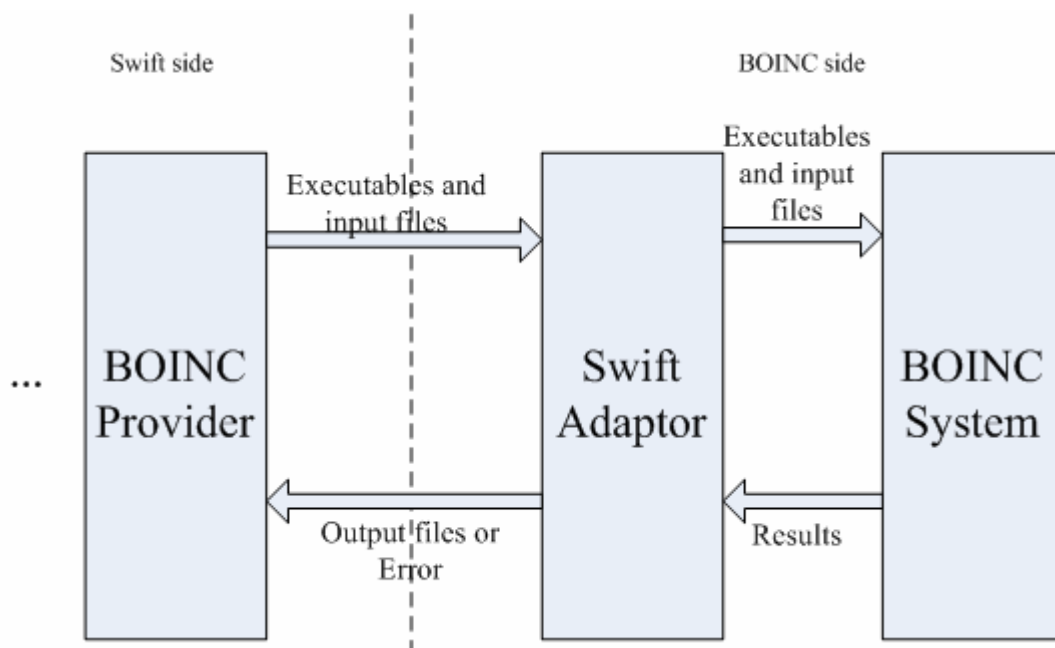 Swift side
BOINC side
Executables and
input files
Executables
and input
files
...
BOINC
Provider
Swift
Adaptor
BOINC
System
Output files or
Error
Results